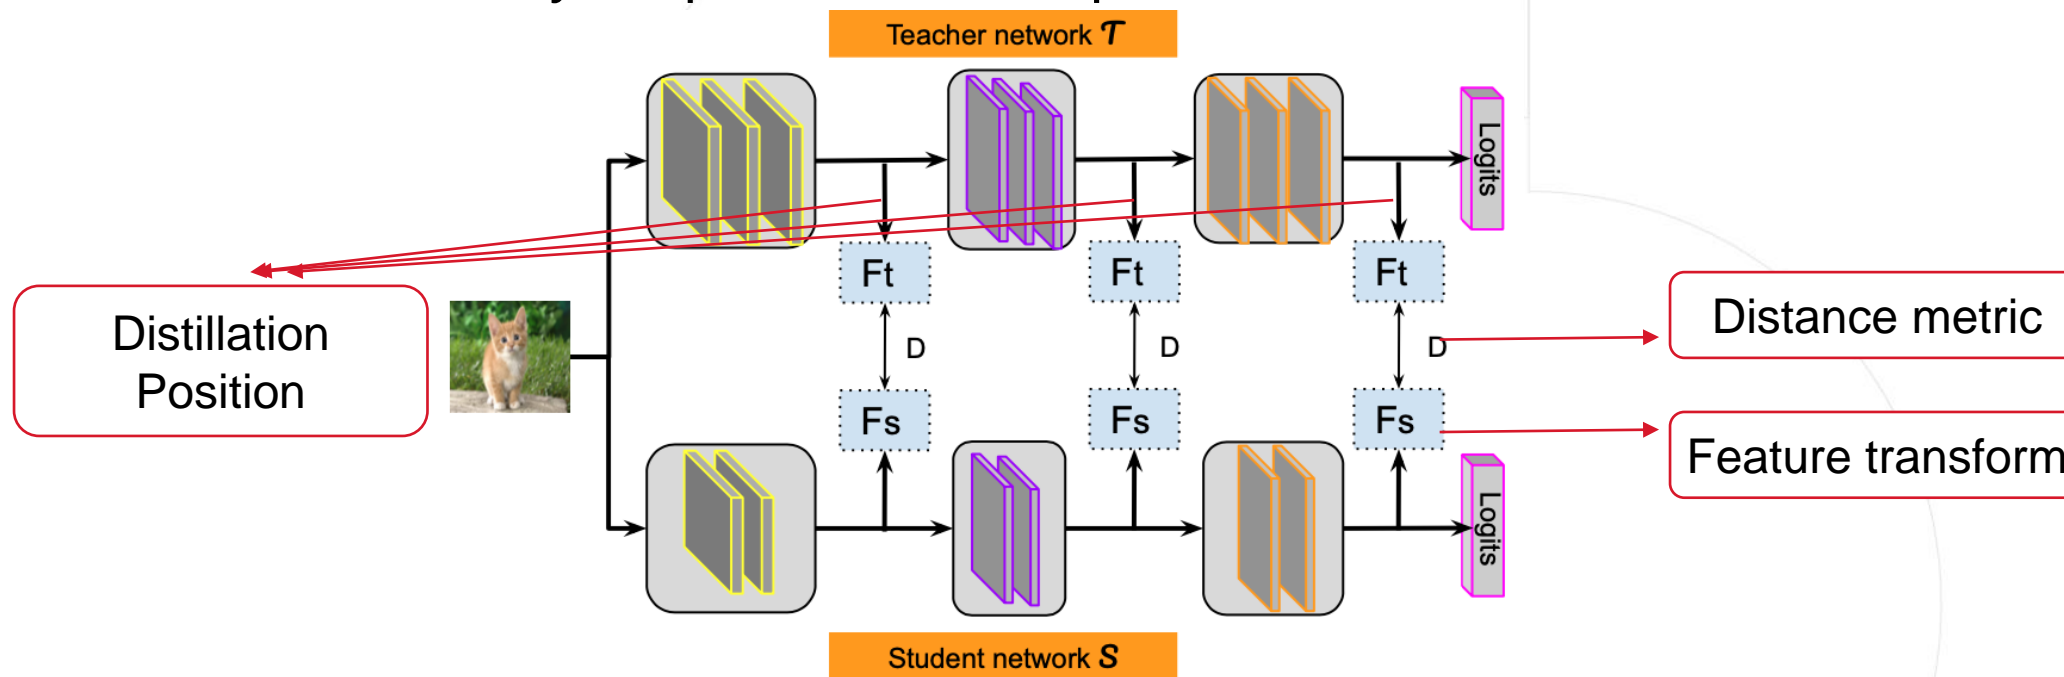 Teacher network 𝒯
Logits
Ft
Ft
Ft
Distillation
Position
D
D
D
Distance metric
Fs
Fs
Fs
Feature transform
Logits
Student network 𝒮